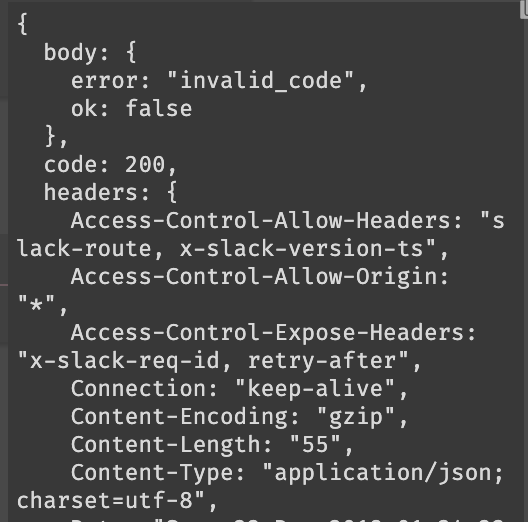 {
  body: {
    error: "invalid_code",
    ok: false
  },
  code: 200,
  headers: {
    Access-Control-Allow-Headers: "s
lack-route, x-slack-version-ts",
    Access-Control-Allow-Origin:
"*",
    Access-Control-Expose-Headers:
"x-slack-req-id, retry-after",
    Connection: "keep-alive",
    Content-Encoding: "gzip",
    Content-Length: "55",
    Content-Type: "application/json;
charset=utf-8",